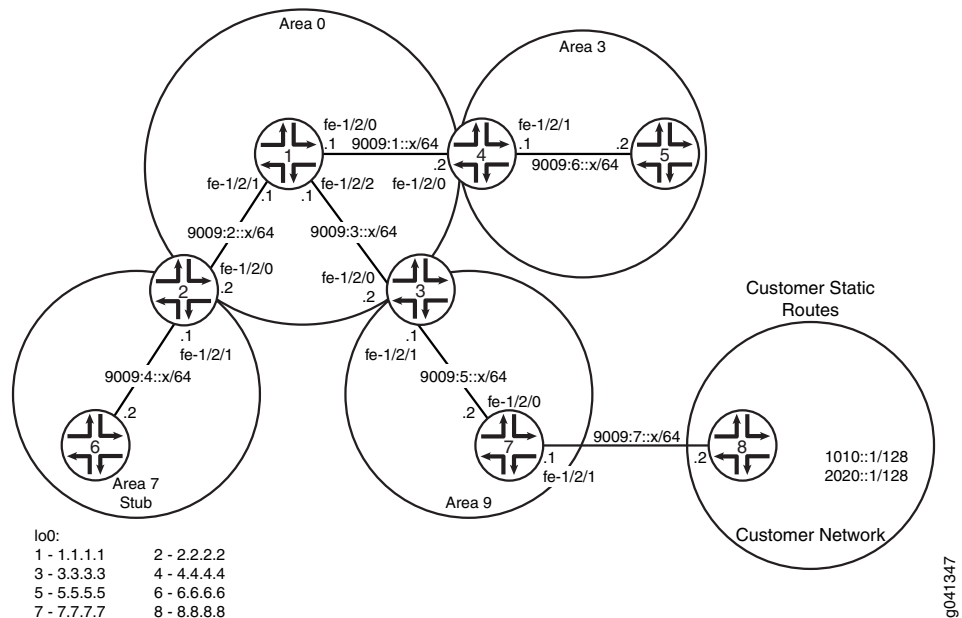 Area 0
Area 3
fe-1/2/0
fe-1/2/1
.1
9009:1::x/64
.1
.2
1
4
5
.2
9009:6::x/64
fe-1/2/1
fe-1/2/2
fe-1/2/0
.1
.1
9009:2::x/64
9009:3::x/64
fe-1/2/0
fe-1/2/0
2
.2
.2
3
Customer Static
Routes
.1
.1
fe-1/2/1
fe-1/2/1
9009:4::x/64
9009:5::x/64
.2
.2
fe-1/2/0
9009:7::x/64
6
7
8
.1
.2
1010::1/128
fe-1/2/1
2020::1/128
Area 7
Stub
Area 9
Customer Network
lo0:
1 - 1.1.1.1 2 - 2.2.2.2
3 - 3.3.3.3 4 - 4.4.4.4
5 - 5.5.5.5 6 - 6.6.6.6
7 - 7.7.7.7 8 - 8.8.8.8
g041347